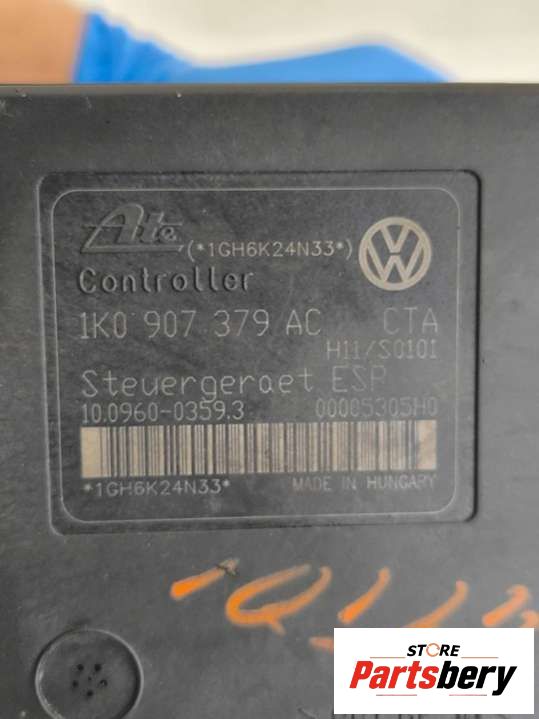 Ate
(*1GH6K24N33*)
Controller
1K0 907 379 AC CTA
H11/S0101
Steuergeraet ESP
10.0960-0359.3 00005305H0
*1GH6K24N33* MADE IN HUNGARY
STORE
Partsbery